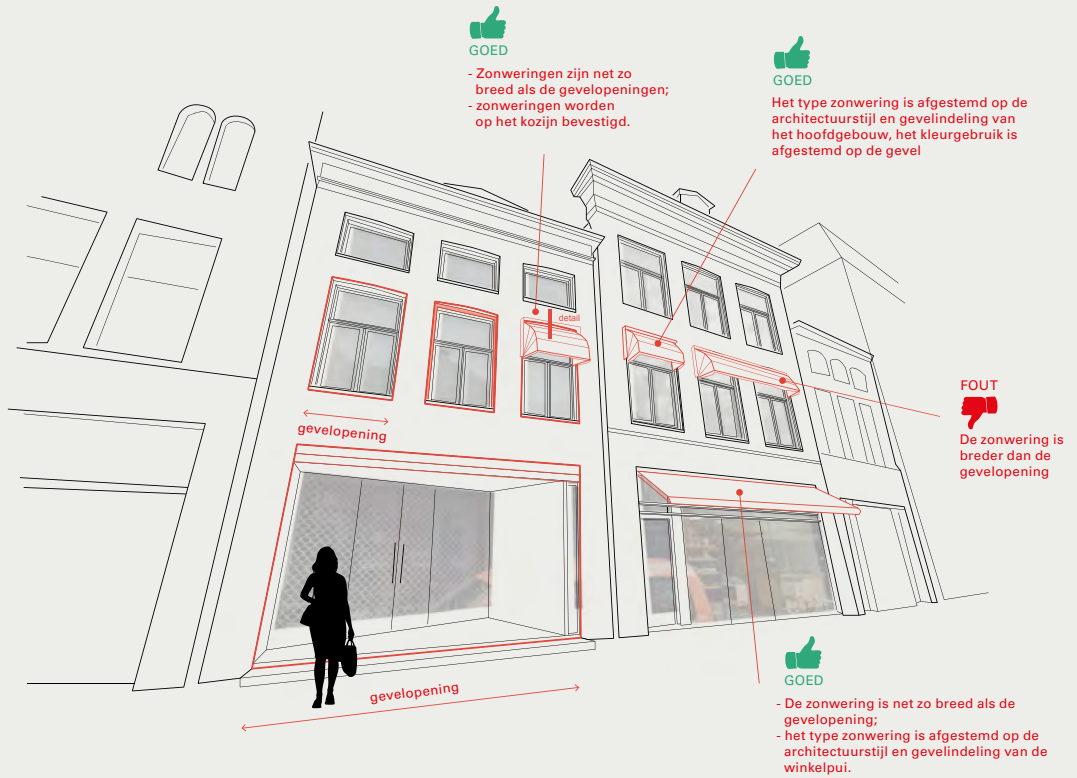 GOED
- Zonweringen zijn net zo
breed als de gevelopeningen;
- zonweringen worden
op het kozijn bevestigd.
GOED
Het type zonwering is afgestemd op de
architectuurstijl en gevelindeling van
het hoofdgebouw, het kleurgebruik is
afgestemd op de gevel
detail
gevelopening
FOUT
De zonwering is
breder dan de
gevelopening
gevelopening
GOED
- De zonwering is net zo breed als de
gevelopening;
- het type zonwering is afgestemd op de
architectuurstijl en gevelindeling van de
winkelpui.